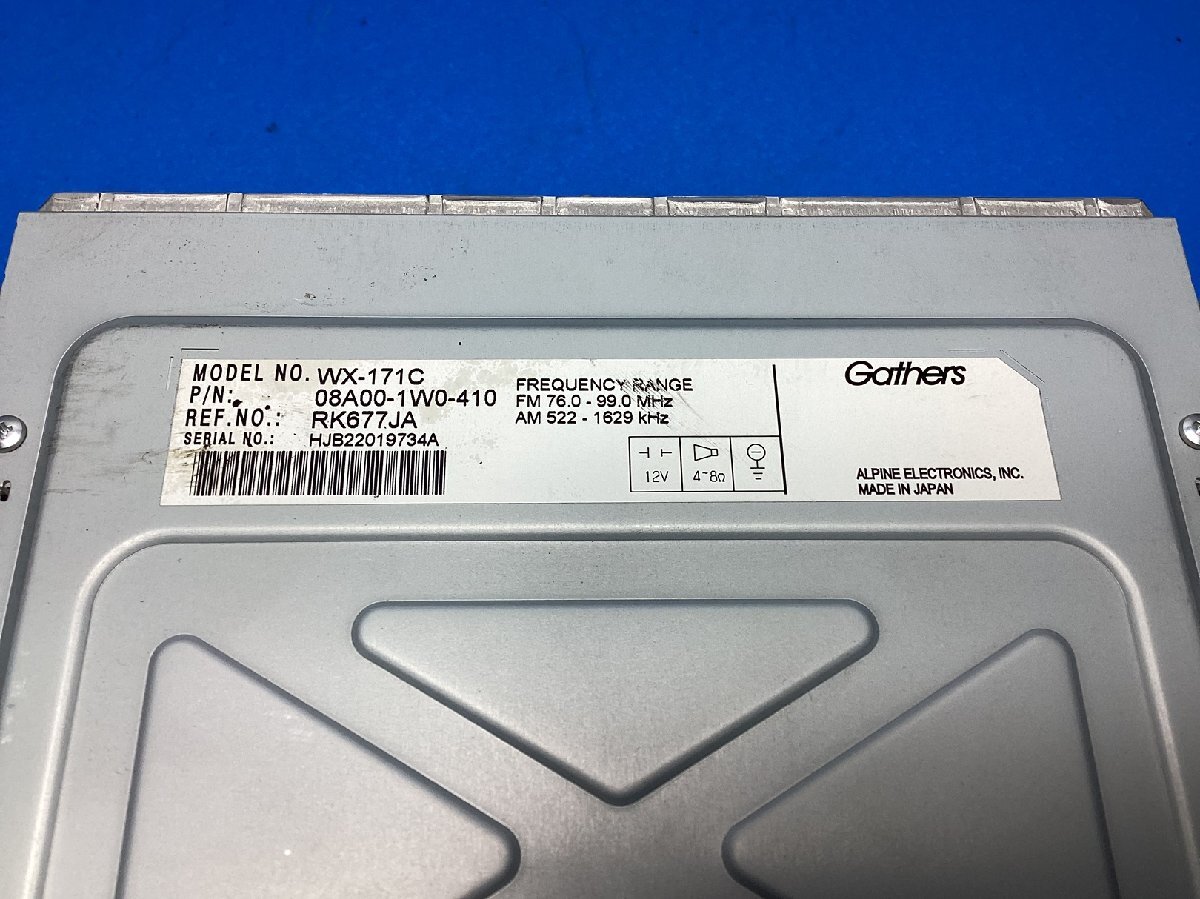 MODEL NO. WX-171C
P/N: 08A00-1W0-410
REF.NO.: RK677JA
SERIAL NO.: HJB22019734A
FREQUENCY RANGE
FM 76.0 - 99.0 MHz
AM 522 - 1629 kHz
12V 4~8Ω
Gathers
ALPINE ELECTRONICS, INC.
MADE IN JAPAN